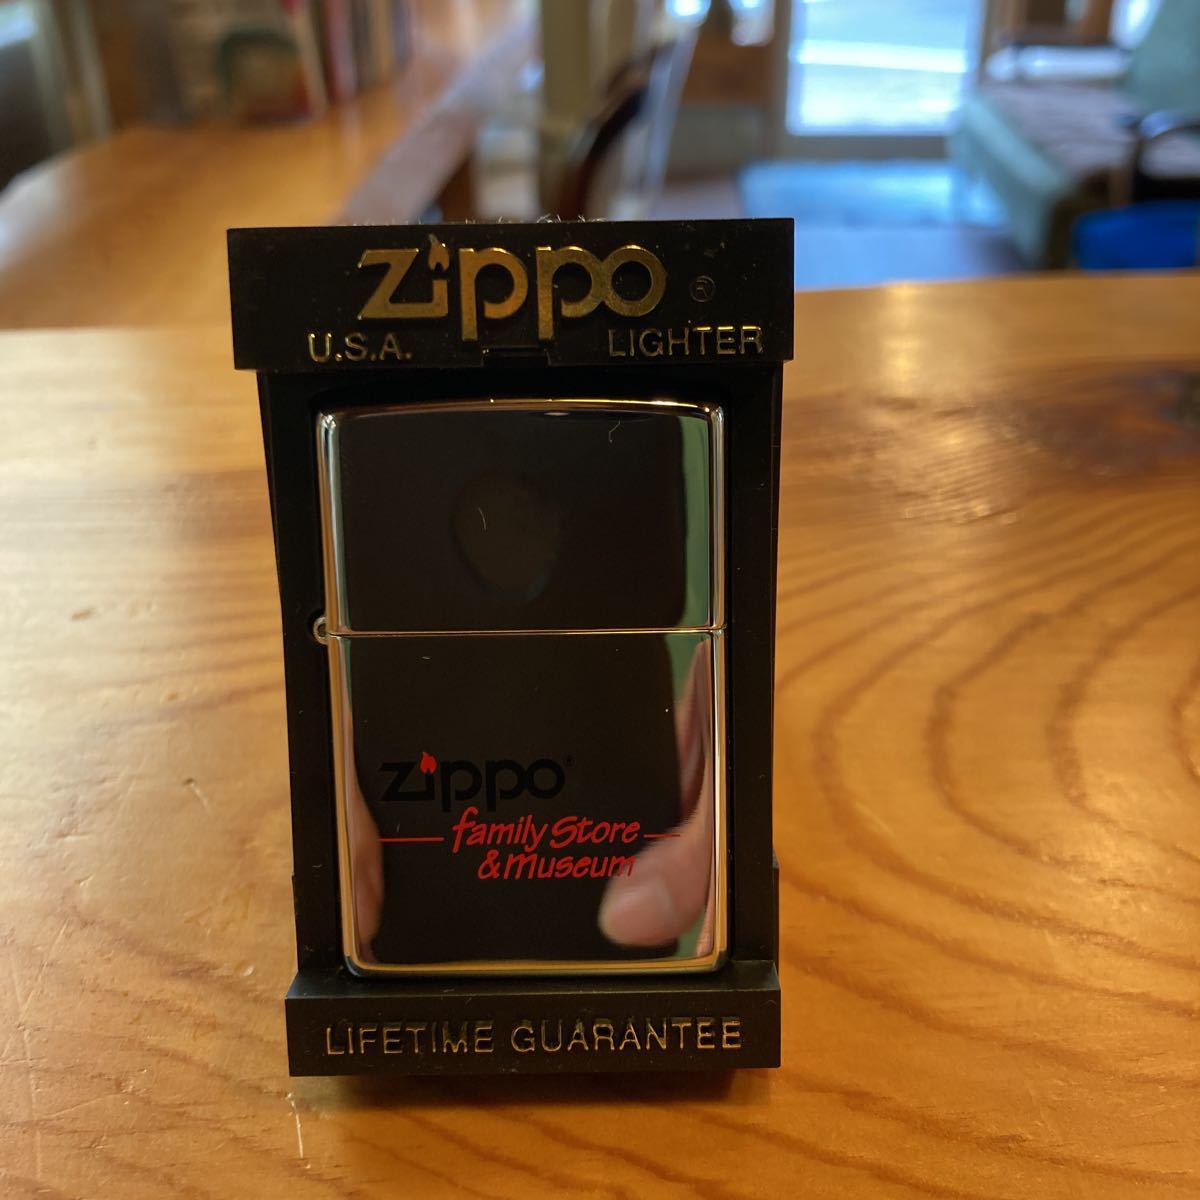 Zippo ®
U.S.A. LIGHTER
Zippo®
family Store
& museum
LIFETIME GUARANTEE